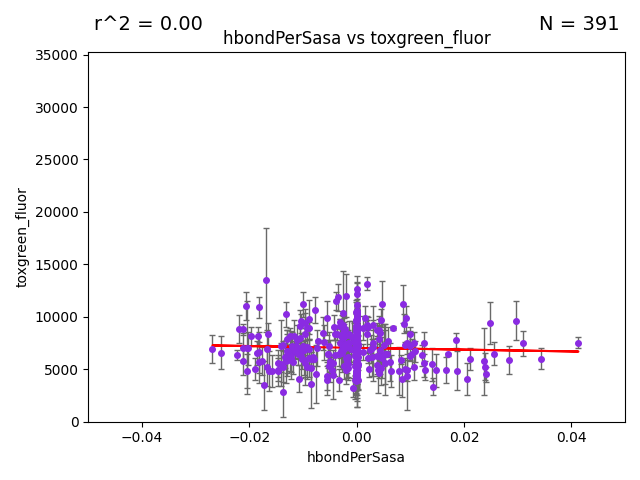 r^2 = 0.00
N = 391
hbondPerSasa vs toxgreen_fluor
35000
30000
25000
20000
15000
10000
5000
0
toxgreen_fluor
−0.04
−0.02
0.00
0.02
0.04
hbondPerSasa